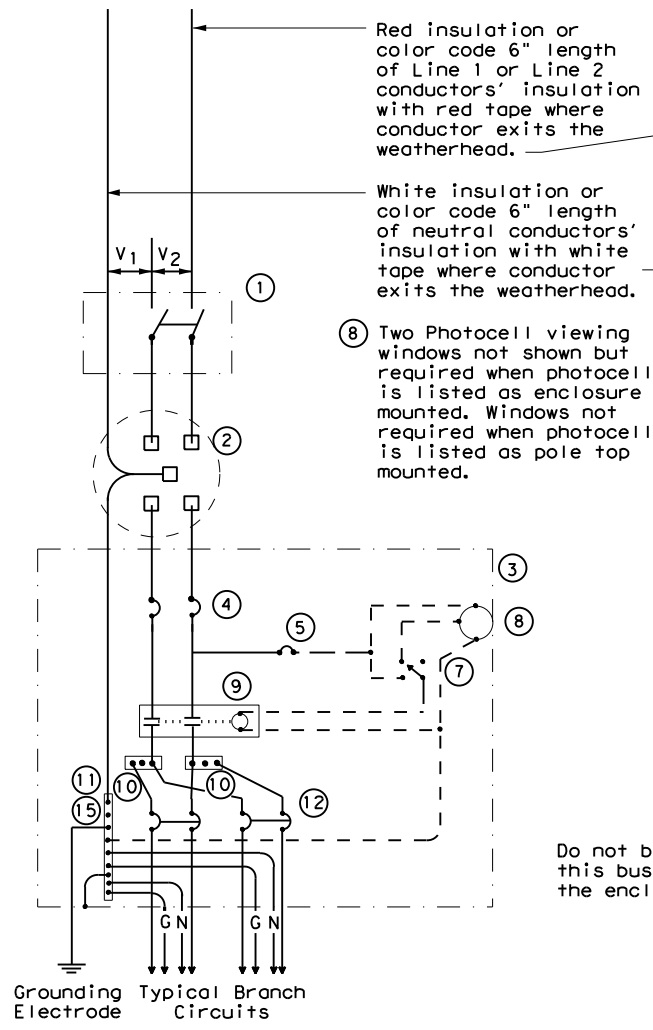 Red insulation or
color code 6" length
of Line 1 or Line 2
conductors' insulation
with red tape where
conductor exits the
weatherhead.
White insulation or
color code 6" length
of neutral conductors'
insulation with white
tape where conductor
exits the weatherhead.
V1 V2
1
8 Two Photocell viewing
windows not shown but
required when photocell
is listed as enclosure
mounted. Windows not
required when photocell
is listed as pole top
mounted.
2
3
4
5
8
7
9
10 10
11
12
15
Do not b
this bus
the encl
G N G N
Grounding
Electrode
Typical Branch
Circuits